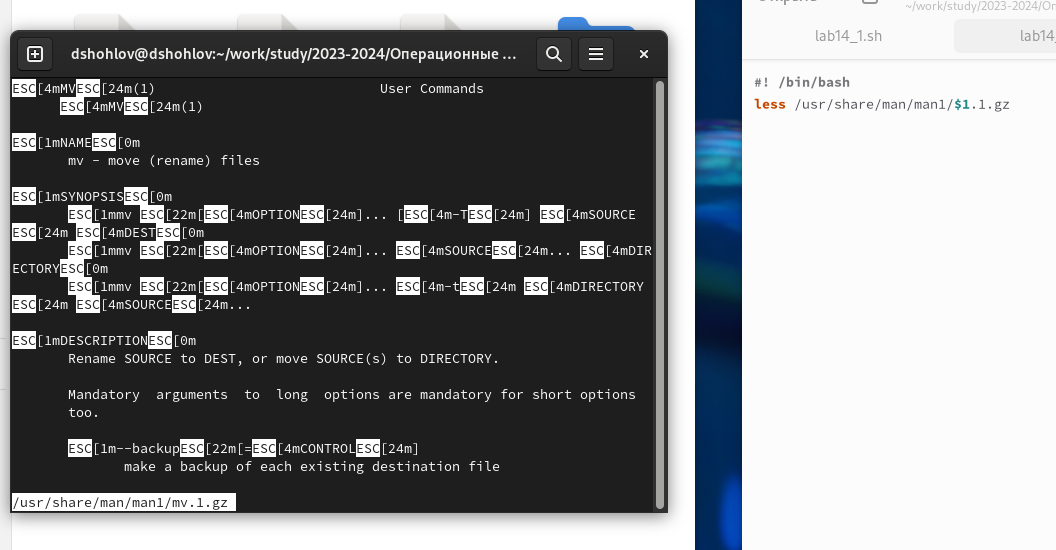 dshohlov@dshohlov:~/work/study/2023-2024/Операционные ...
ESC[4mMVESC[24m(1)                            User Commands
      ESC[4mMVESC[24m(1)
ESC[1mNAMEESC[0m
       mv - move (rename) files
ESC[1mSYNOPSISESC[0m
       ESC[1mmv ESC[22m[ESC[4mOPTIONESC[24m]... [ESC[4m-TESC[24m] ESC[4mSOURCE
ESC[24m ESC[4mDESTESC[0m
       ESC[1mmv ESC[22m[ESC[4mOPTIONESC[24m]... ESC[4mSOURCEESC[24m... ESC[4mDIR
ECTORYESC[0m
       ESC[1mmv ESC[22m[ESC[4mOPTIONESC[24m]... ESC[4m-tESC[24m ESC[4mDIRECTORY
ESC[24m ESC[4mSOURCEESC[24m...
ESC[1mDESCRIPTIONESC[0m
       Rename SOURCE to DEST, or move SOURCE(s) to DIRECTORY.
       Mandatory  arguments  to  long  options are mandatory for short options
       too.
       ESC[1m--backupESC[22m[=ESC[4mCONTROLESC[24m]
              make a backup of each existing destination file
/usr/share/man/man1/mv.1.gz
~/work/study/2023-2024/Оп
lab14_1.sh
lab14_
#! /bin/bash
less /usr/share/man/man1/$1.1.gz